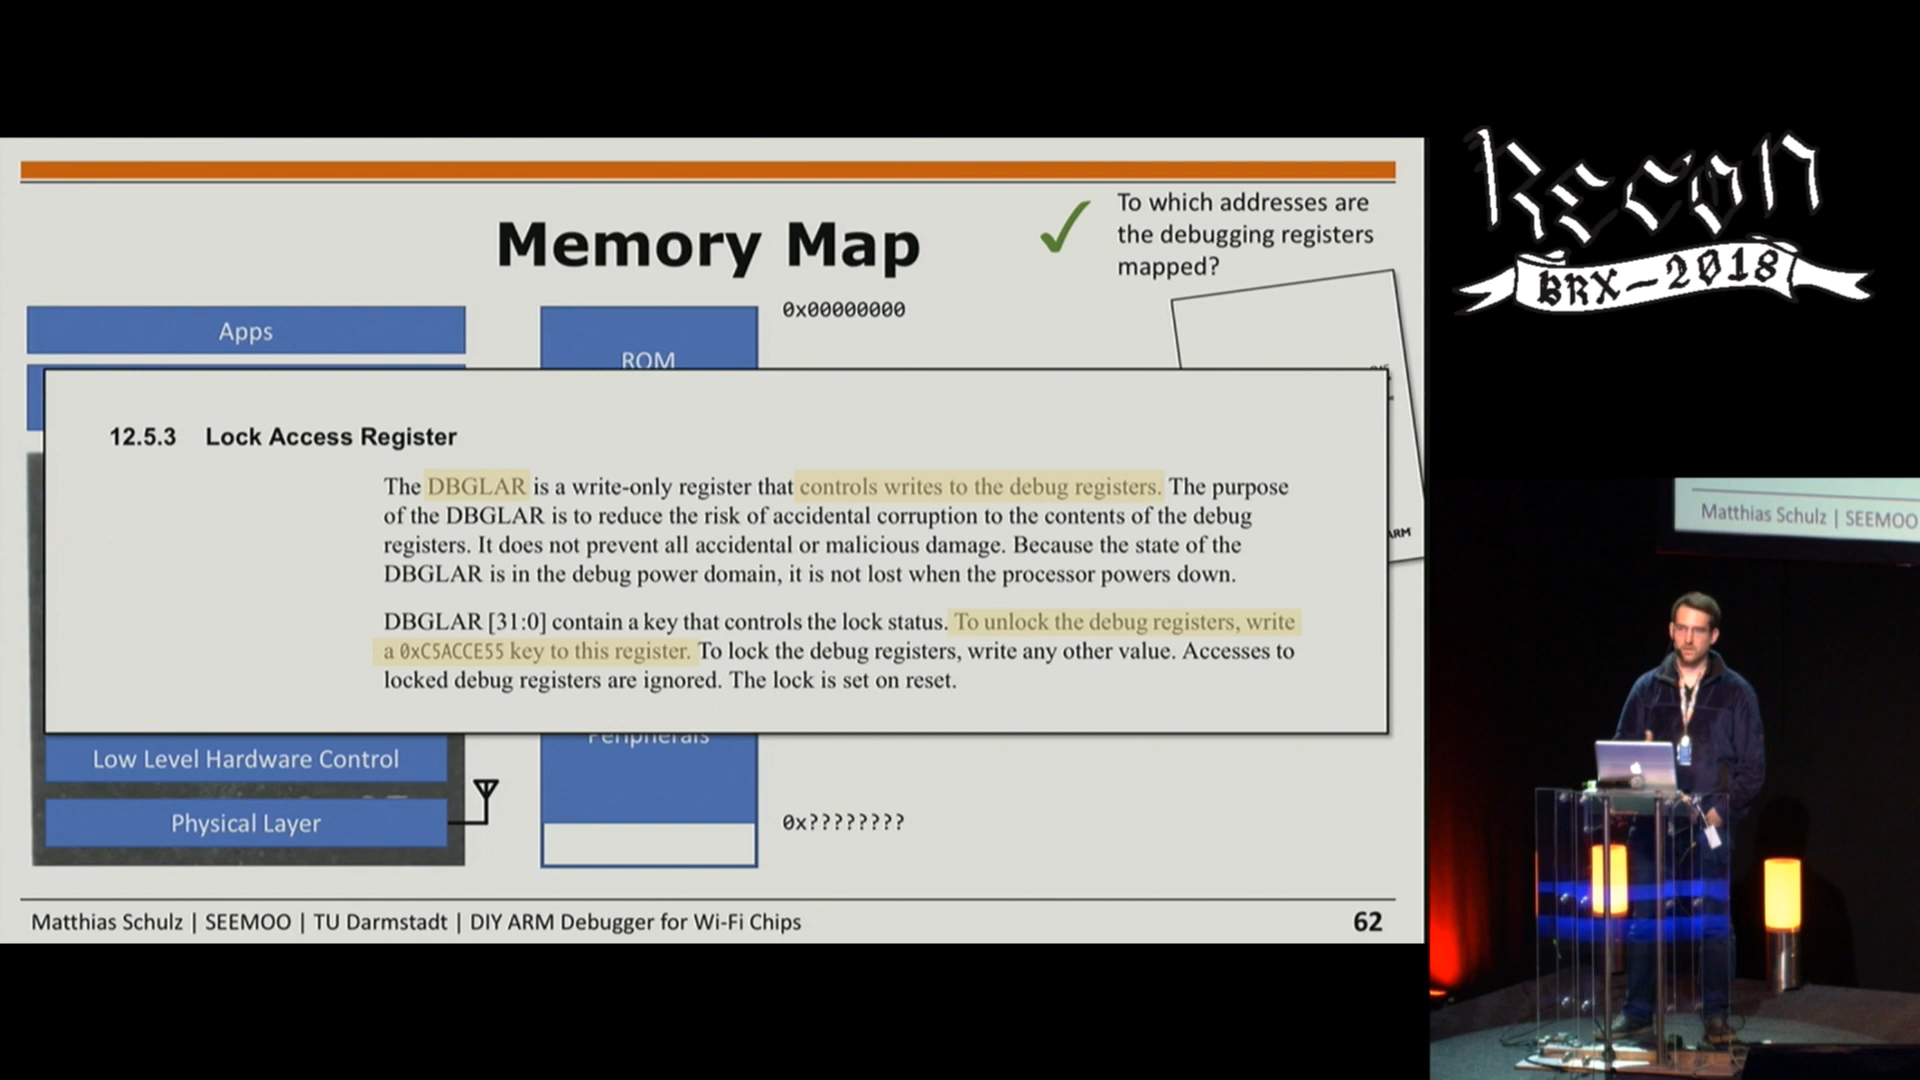 Memory Map
To which addresses are
the debugging registers
mapped?
Apps
ROM
0x00000000
12.5.3 Lock Access Register
The DBGLAR is a write-only register that controls writes to the debug registers. The purpose
of the DBGLAR is to reduce the risk of accidental corruption to the contents of the debug
registers. It does not prevent all accidental or malicious damage. Because the state of the
DBGLAR is in the debug power domain, it is not lost when the processor powers down.
DBGLAR [31:0] contain a key that controls the lock status. To unlock the debug registers, write
a 0xC5ACCE55 key to this register. To lock the debug registers, write any other value. Accesses to
locked debug registers are ignored. The lock is set on reset.
ARM
Peripherals
Low Level Hardware Control
Physical Layer
0x????????
Matthias Schulz | SEEMOO | TU Darmstadt | DIY ARM Debugger for Wi-Fi Chips
62
Recon
BRX-2018
Matthias Schulz | SEEMOO